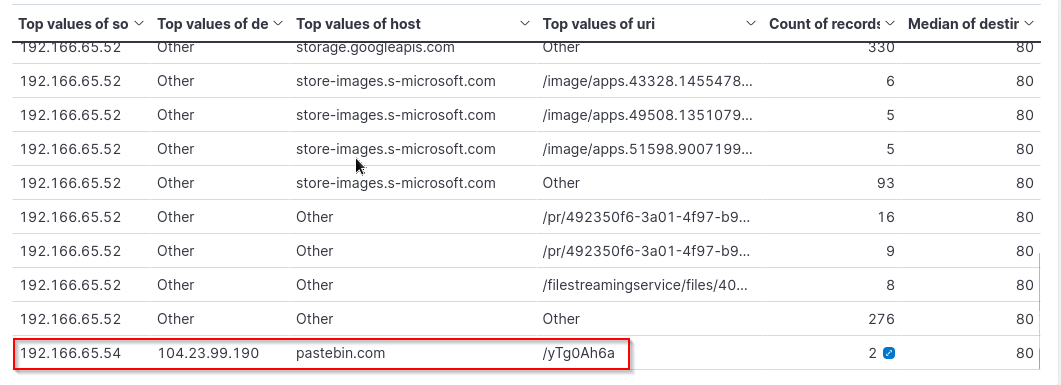 Top values of so Top values of de Top values of host Top values of uri Count of records Median of destir
192.166.65.52 Other storage.googleapis.com Other 330 80
192.166.65.52 Other store-images.s-microsoft.com /image/apps.43328.1455478... 6 80
192.166.65.52 Other store-images.s-microsoft.com /image/apps.49508.1351079... 5 80
192.166.65.52 Other store-images.s-microsoft.com /image/apps.51598.9007199... 5 80
192.166.65.52 Other store-images.s-microsoft.com Other 93 80
192.166.65.52 Other Other /pr/492350f6-3a01-4f97-b9... 16 80
192.166.65.52 Other Other /pr/492350f6-3a01-4f97-b9... 9 80
192.166.65.52 Other Other /filestreamingservice/files/40... 8 80
192.166.65.52 Other Other Other 276 80
192.166.65.54 104.23.99.190 pastebin.com /yTg0Ah6a 2 80